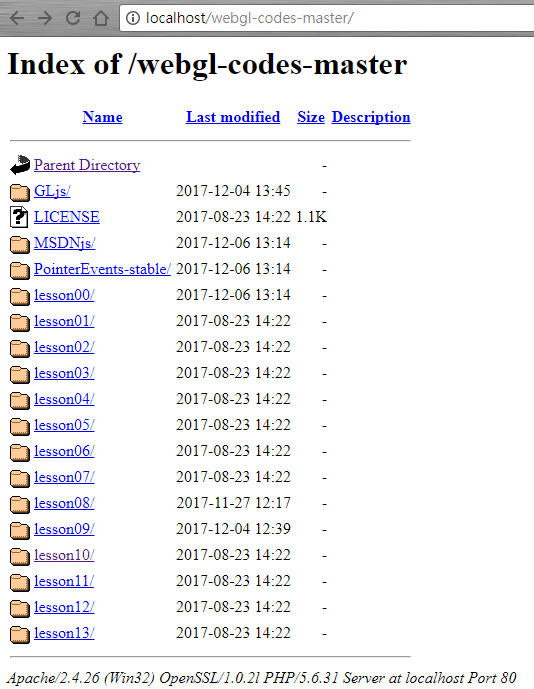 localhost/webgl-codes-master/
Index of /webgl-codes-master
Name Last modified Size Description
Parent Directory -
GLjs/ 2017-12-04 13:45 -
LICENSE 2017-08-23 14:22 1.1K
MSDNjs/ 2017-12-06 13:14 -
PointerEvents-stable/ 2017-12-06 13:14 -
lesson00/ 2017-12-06 13:14 -
lesson01/ 2017-08-23 14:22 -
lesson02/ 2017-08-23 14:22 -
lesson03/ 2017-08-23 14:22 -
lesson04/ 2017-08-23 14:22 -
lesson05/ 2017-08-23 14:22 -
lesson06/ 2017-08-23 14:22 -
lesson07/ 2017-08-23 14:22 -
lesson08/ 2017-11-27 12:17 -
lesson09/ 2017-12-04 12:39 -
lesson10/ 2017-08-23 14:22 -
lesson11/ 2017-08-23 14:22 -
lesson12/ 2017-08-23 14:22 -
lesson13/ 2017-08-23 14:22 -
Apache/2.4.26 (Win32) OpenSSL/1.0.2l PHP/5.6.31 Server at localhost Port 80